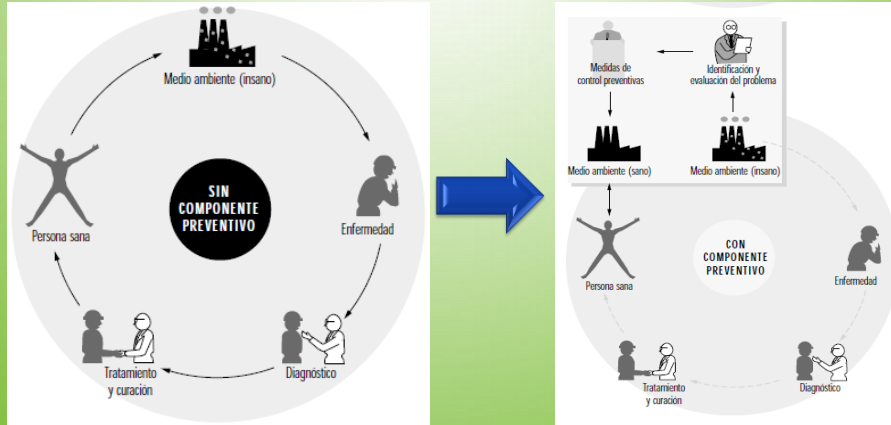 Medio ambiente (insano)
SIN
COMPONENTE
PREVENTIVO
Persona sana
Enfermedad
Tratamiento
y curación
Diagnóstico
Medidas de
control preventivas
Identificación y
evaluación del problema
Medio ambiente (sano)
Medio ambiente (insano)
CON
COMPONENTE
PREVENTIVO
Persona sana
Enfermedad
Tratamiento
y curación
Diagnóstico